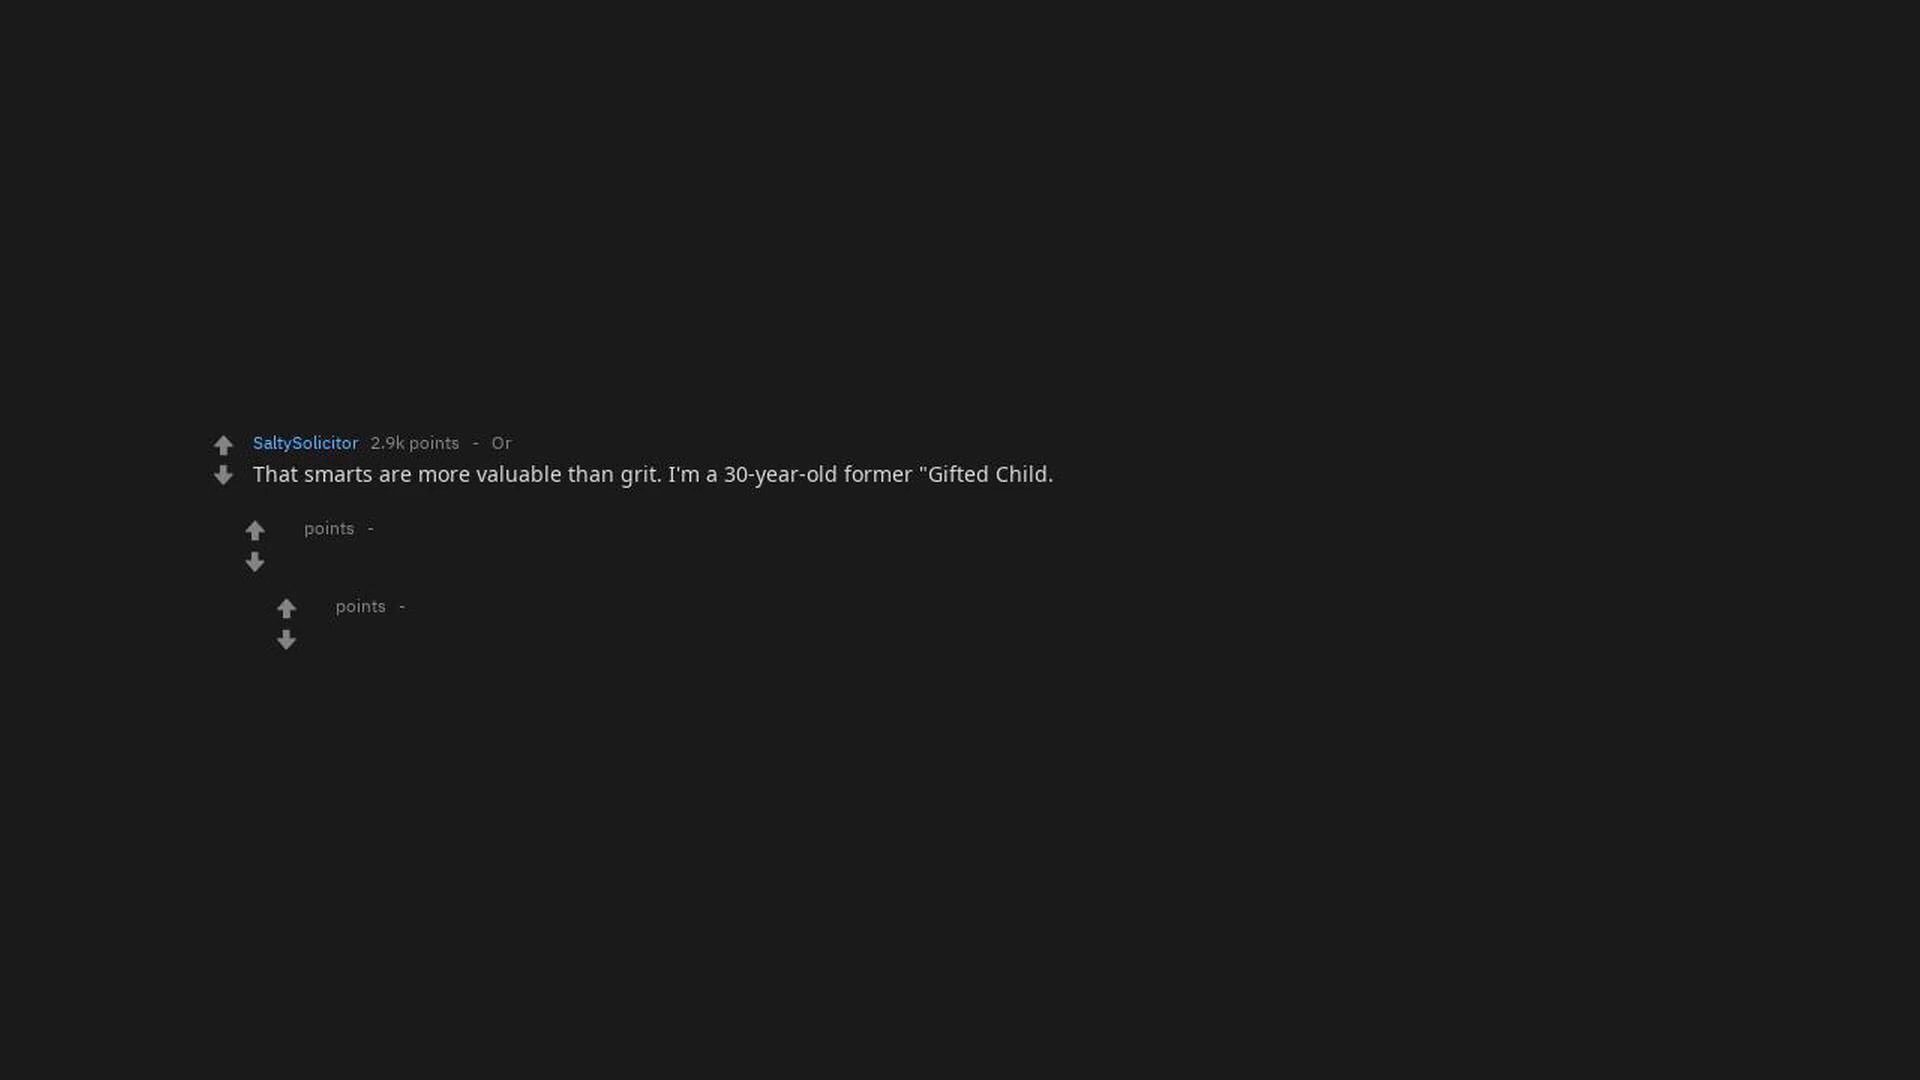 SaltySolicitor 2.9k points - Or
That smarts are more valuable than grit. I'm a 30-year-old former "Gifted Child.
points -
points -